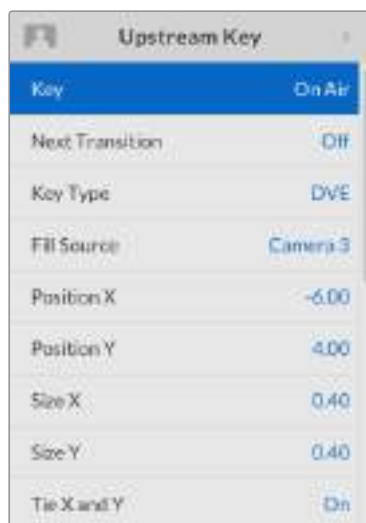 Upstream Key
Key On Air
Next Transition Off
Key Type DVE
Fill Source Camera 3
Position X -6.00
Position Y 4.00
Size X 0.40
Size Y 0.40
Tie X and Y On